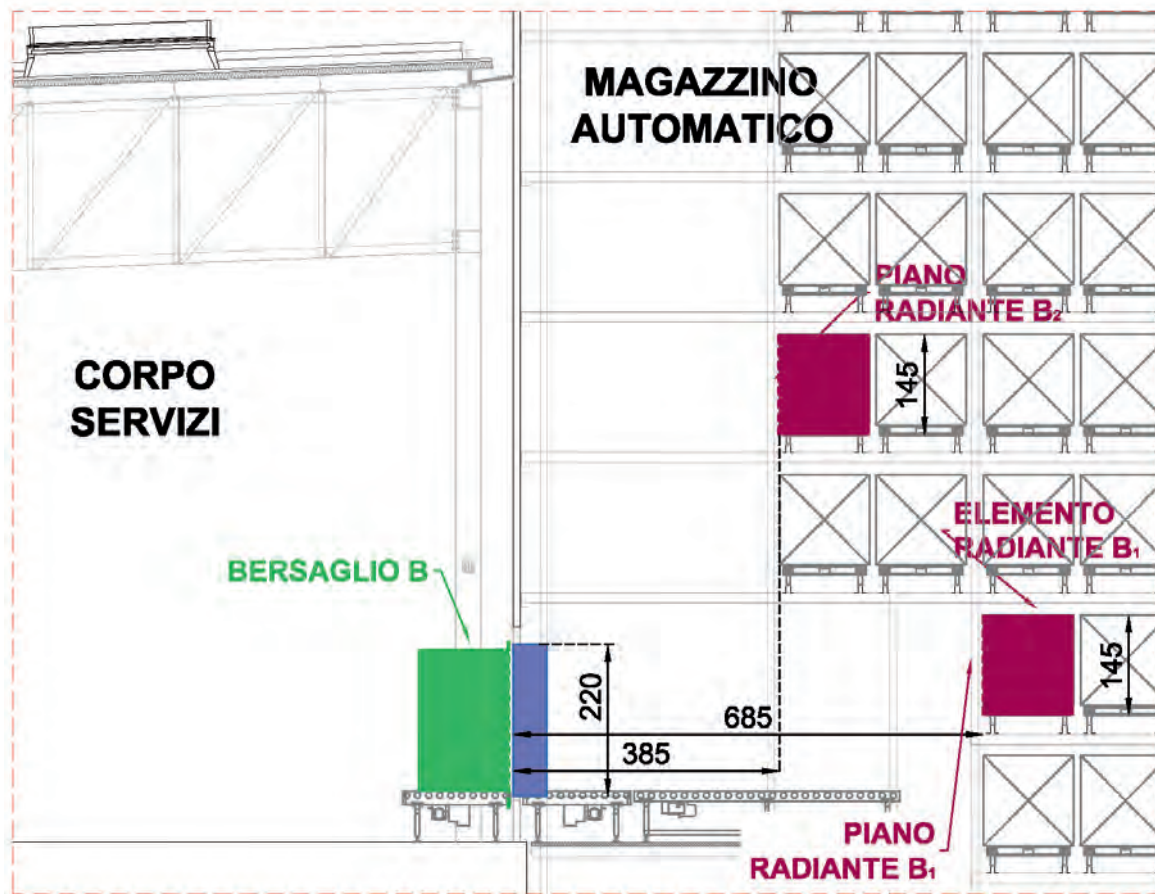 MAGAZZINO
AUTOMATICO
PIANO
RADIANTE B₂
CORPO
SERVIZI
145
ELEMENTO
RADIANTE B₁
BERSAGLIO B
145
220
685
385
PIANO
RADIANTE B₁